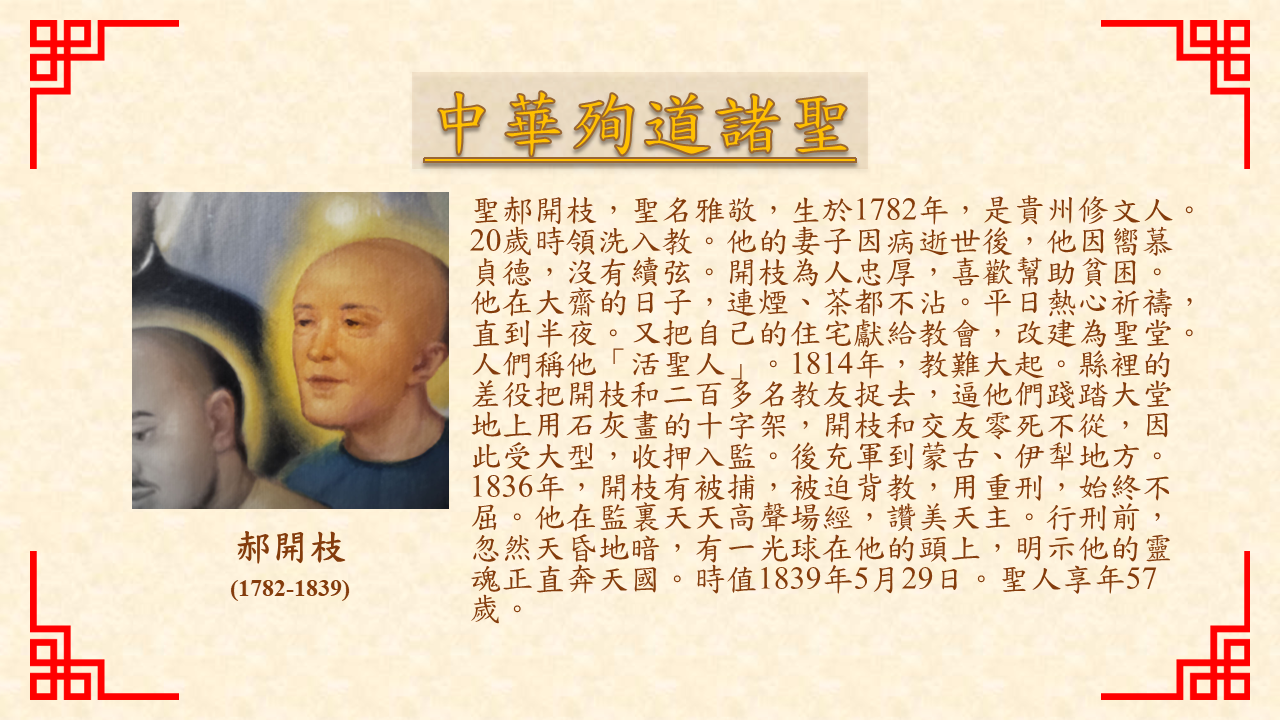 中華殉道諸聖
聖郝開枝，聖名雅敬，生於1782年，是貴州修文人。
20歲時領洗入教。他的妻子因病逝世後，他因嚮慕
貞德，沒有續弦。開枝為人忠厚，喜歡幫助貧困。
他在大齋的日子，連煙、茶都不沾。平日熱心祈禱，
直到半夜。又把自己的住宅獻給教會，改建為聖堂。
人們稱他「活聖人」。1814年，教難大起。縣裡的
差役把開枝和二百多名教友捉去，逼他們踐踏大堂
地上用石灰畫的十字架，開枝和交友零死不從，因
此受大型，收押入監。後充軍到蒙古、伊犁地方。
1836年，開枝有被捕，被迫背教，用重刑，始終不
屈。他在監裏天天高聲場經，讚美天主。行刑前，
忽然天昏地暗，有一光球在他的頭上，明示他的靈
魂正直奔天國。時值1839年5月29日。聖人享年57
歲。
郝開枝
(1782-1839)